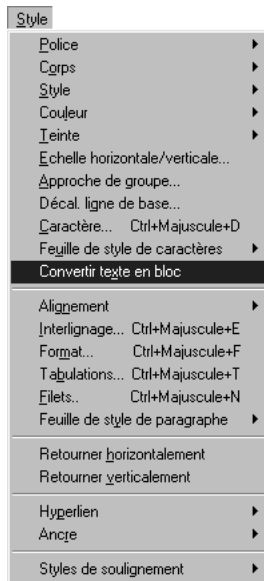 Style
Police
Corps
Style
Couleur
Teinte
Echelle horizontale/verticale...
Approche de groupe...
Décal. ligne de base...
Caractère... Ctrl+Majuscule+D
Feuille de style de caractères
Convertir texte en bloc
Alignement
Interlignage... Ctrl+Majuscule+E
Format... Ctrl+Majuscule+F
Tabulations... Ctrl+Majuscule+T
Filets.. Ctrl+Majuscule+N
Feuille de style de paragraphe
Retourner horizontalement
Retourner verticalement
Hyperlien
Ancre
Styles de soulignement